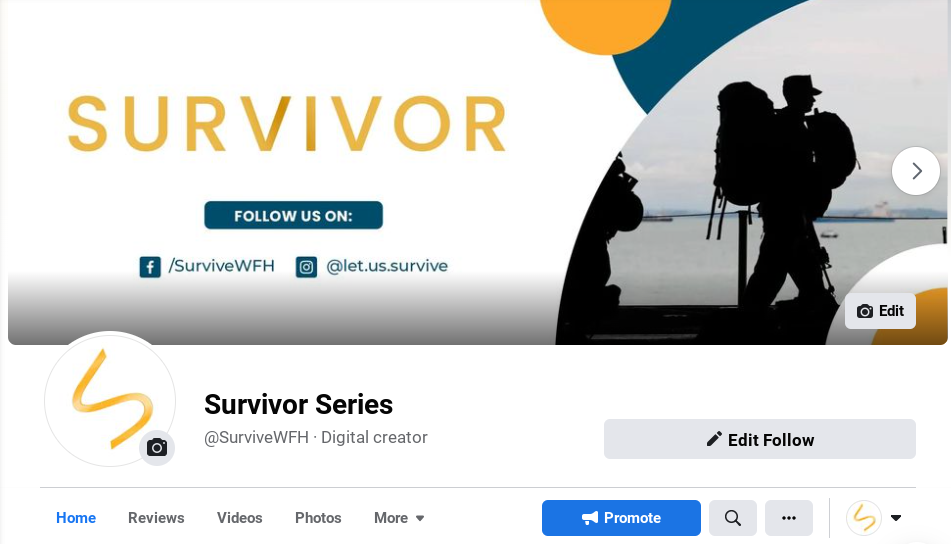 SURVIVOR
FOLLOW US ON:
/SurviveWFH @let.us.survive
Edit
Survivor Series
@SurviveWFH · Digital creator
Edit Follow
Home Reviews Videos Photos More Promote